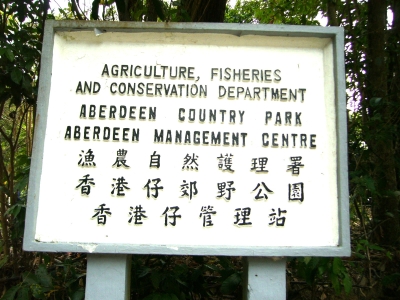 AGRICULTURE, FISHERIES
AND CONSERVATION DEPARTMENT
ABERDEEN COUNTRY PARK
ABERDEEN MANAGEMENT CENTRE
漁農自然護理署
香港仔郊野公園
香港仔管理站